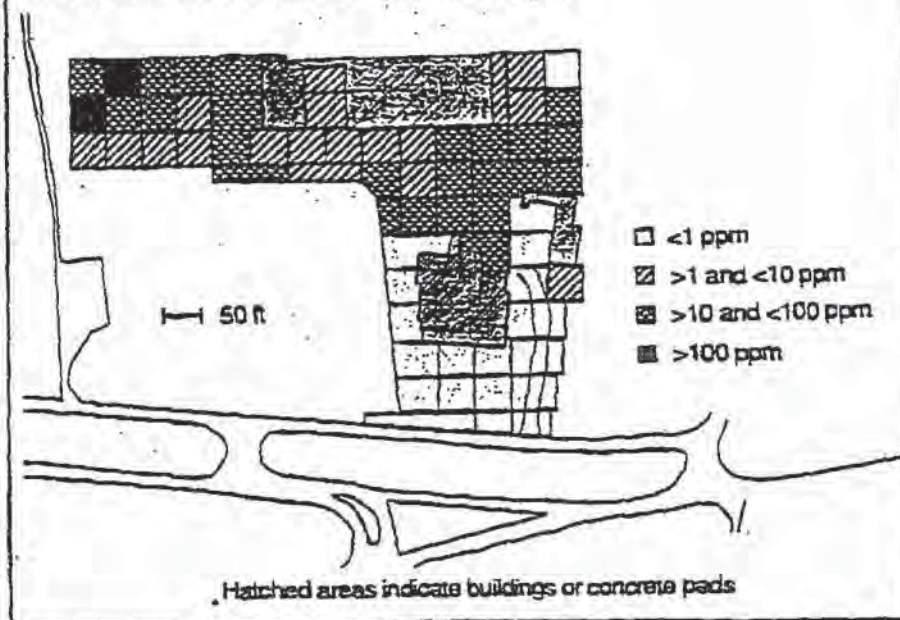 <1 ppm
>1 and <10 ppm
>10 and <100 ppm
>100 ppm
50 ft
Hatched areas indicate buildings or concrete pads